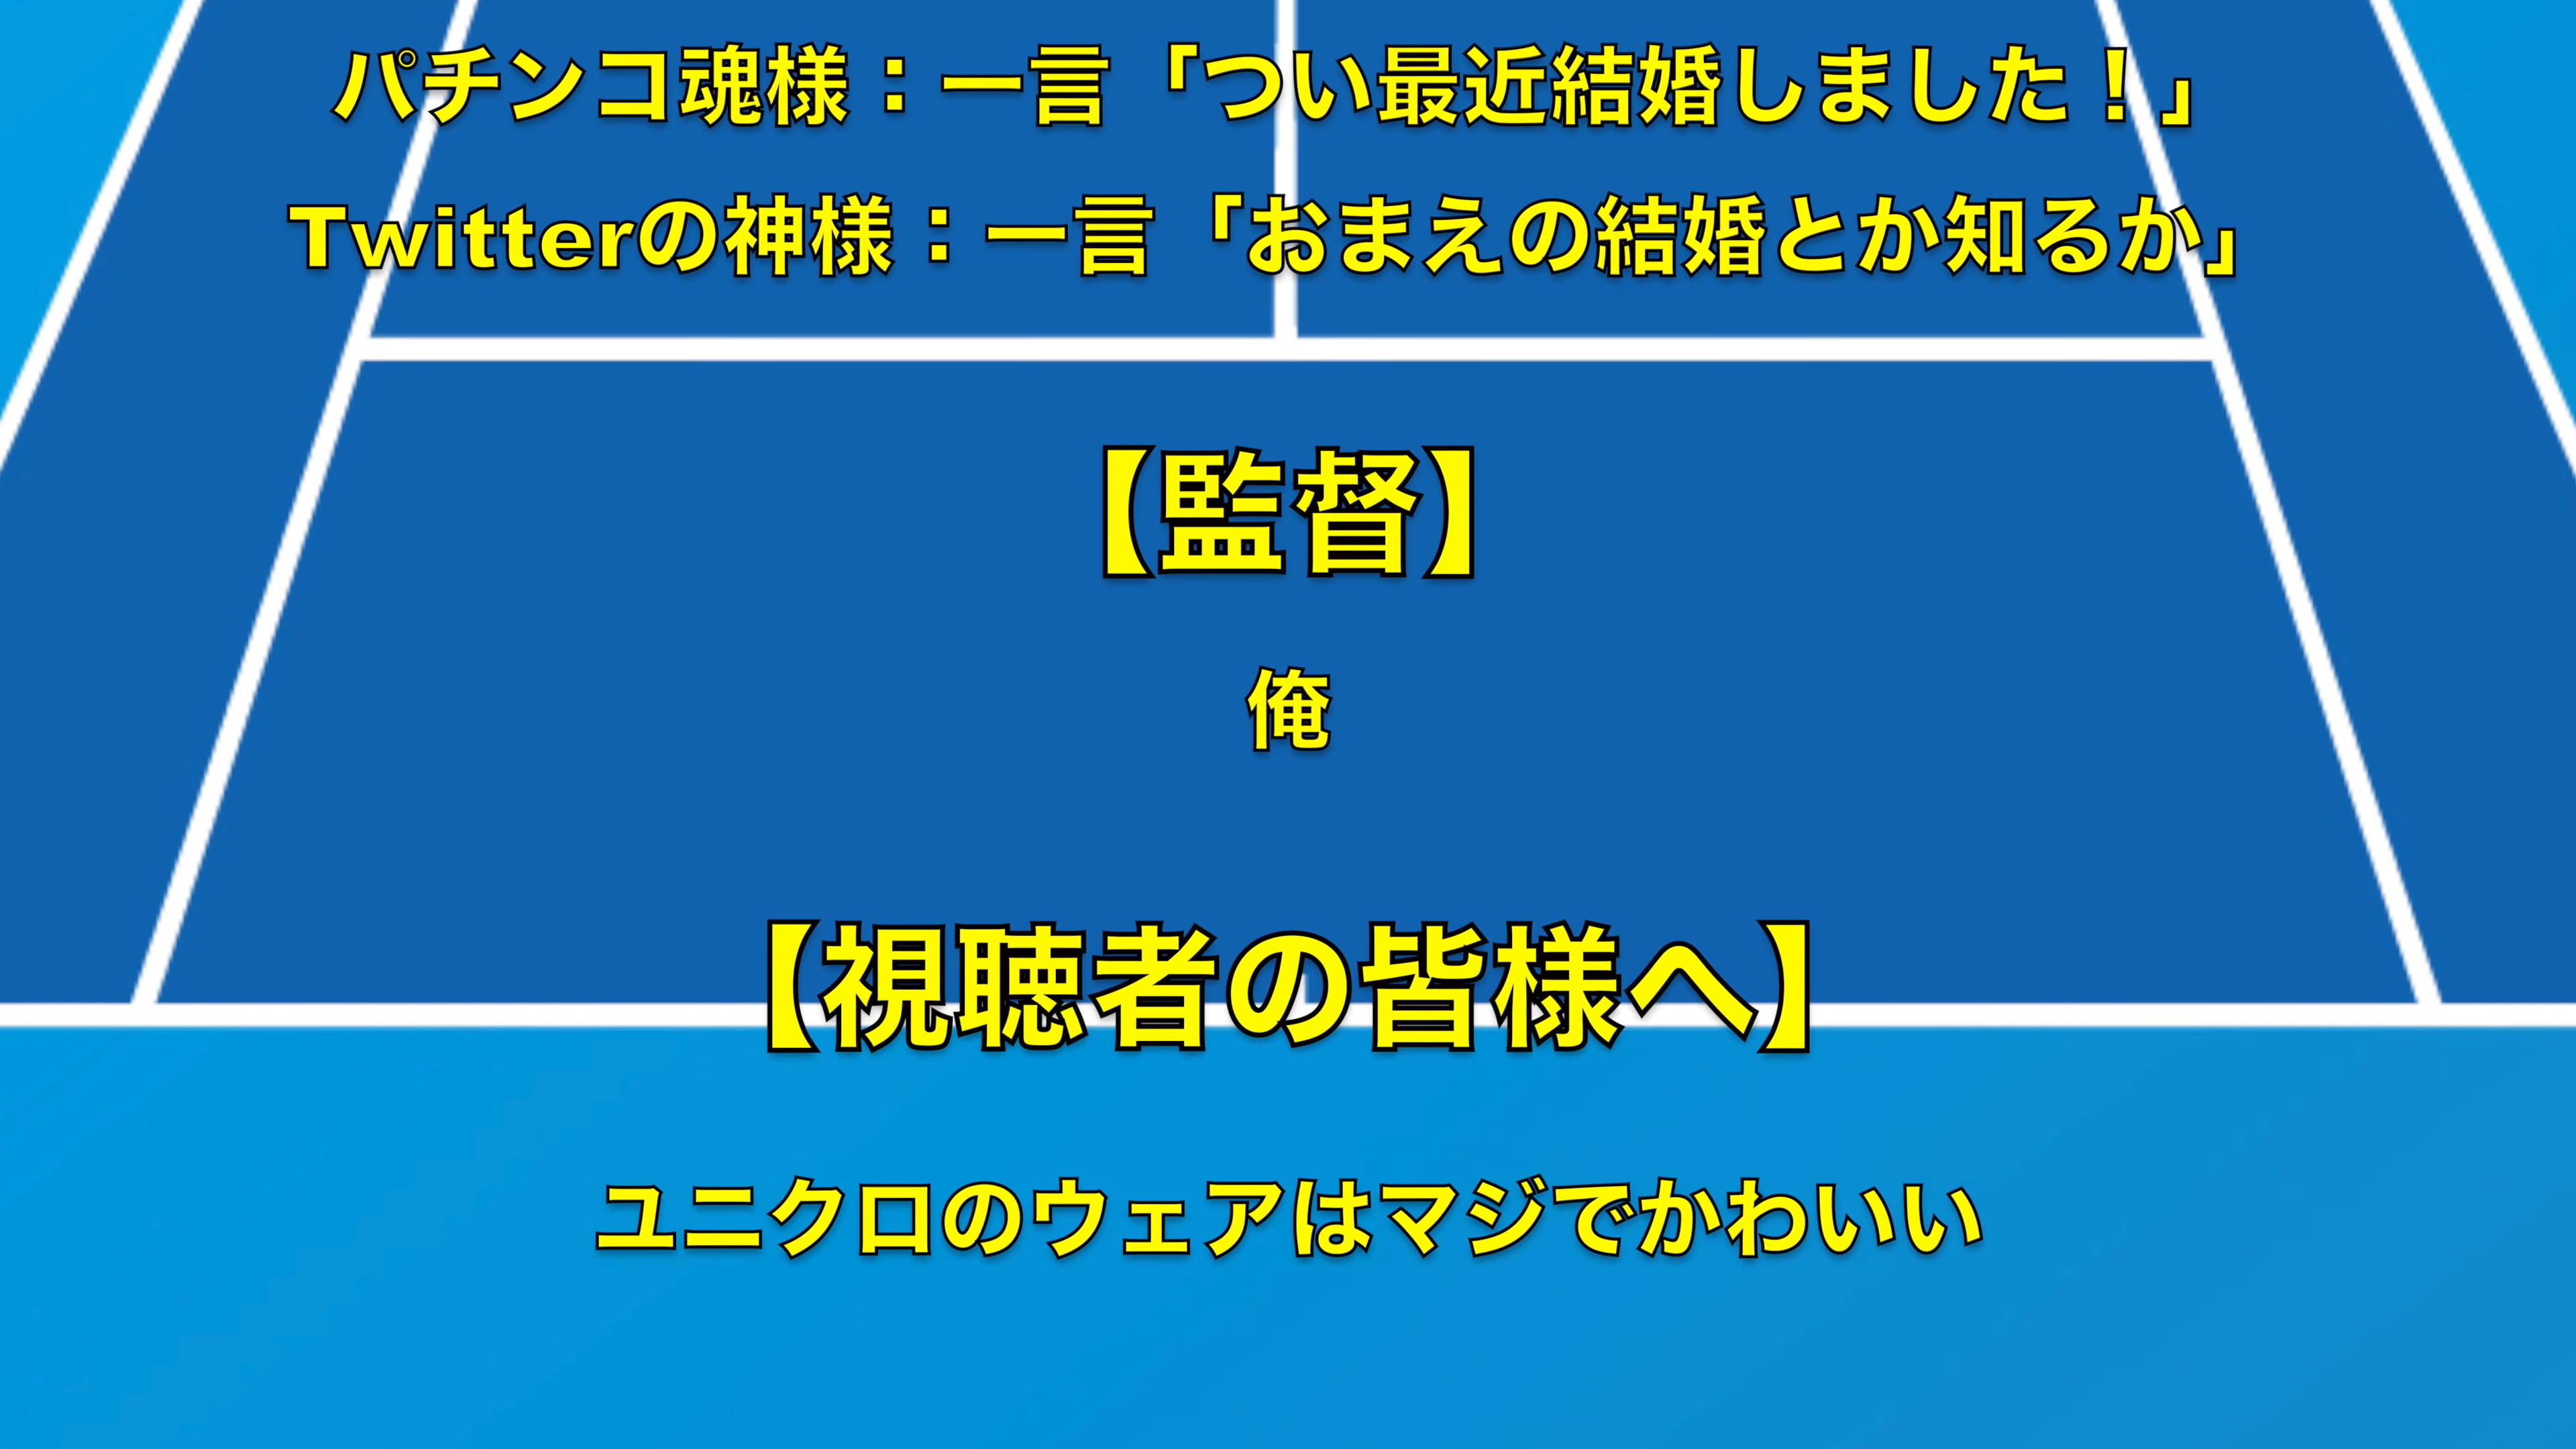 パチンコ魂様：一言「つい最近結婚しました！」
Twitterの神様：一言「おまえの結婚とか知るか」
【監督】
俺
【視聴者の皆様へ】
ユニクロのウェアはマジでかわいい